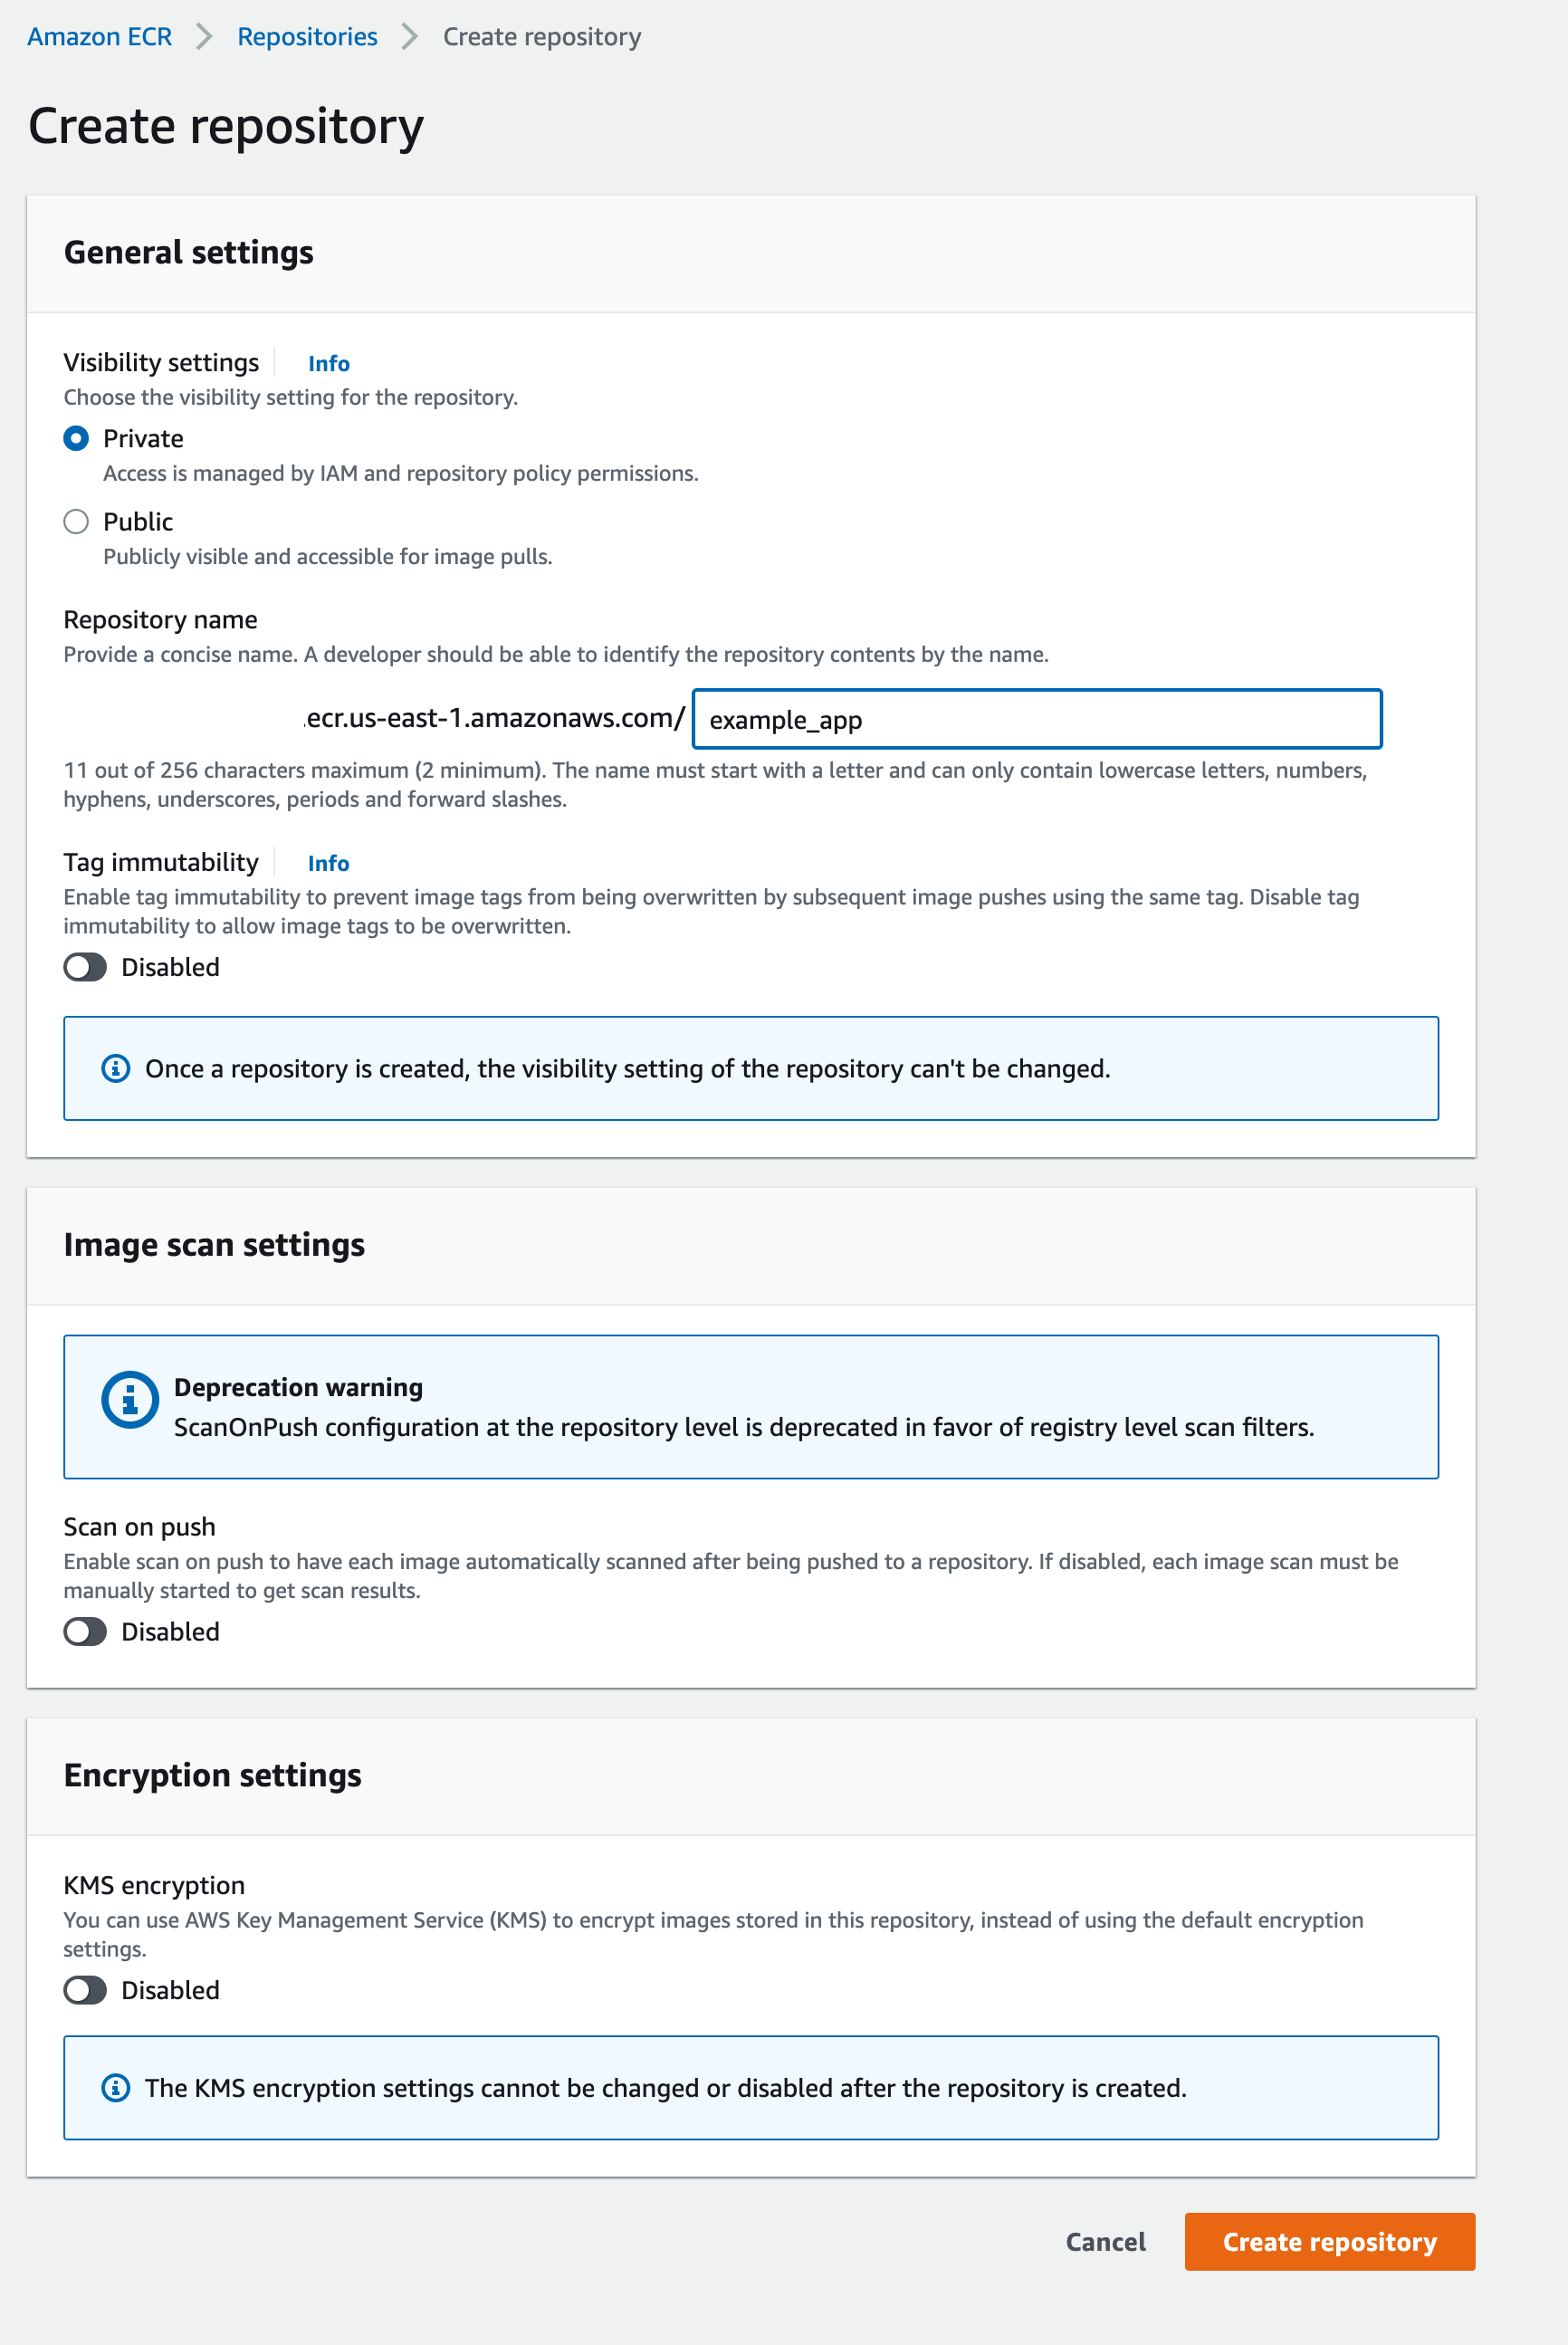 Amazon ECR > Repositories > Create repository
Create repository
General settings
Visibility settings Info
Choose the visibility setting for the repository.
Private
Access is managed by IAM and repository policy permissions.
Public
Publicly visible and accessible for image pulls.
Repository name
Provide a concise name. A developer should be able to identify the repository contents by the name.
.ecr.us-east-1.amazonaws.com/ example_app
11 out of 256 characters maximum (2 minimum). The name must start with a letter and can only contain lowercase letters, numbers,
hyphens, underscores, periods and forward slashes.
Tag immutability Info
Enable tag immutability to prevent image tags from being overwritten by subsequent image pushes using the same tag. Disable tag
immutability to allow image tags to be overwritten.
Disabled
Once a repository is created, the visibility setting of the repository can't be changed.
Image scan settings
Deprecation warning
ScanOnPush configuration at the repository level is deprecated in favor of registry level scan filters.
Scan on push
Enable scan on push to have each image automatically scanned after being pushed to a repository. If disabled, each image scan must be
manually started to get scan results.
Disabled
Encryption settings
KMS encryption
You can use AWS Key Management Service (KMS) to encrypt images stored in this repository, instead of using the default encryption
settings.
Disabled
The KMS encryption settings cannot be changed or disabled after the repository is created.
Cancel Create repository